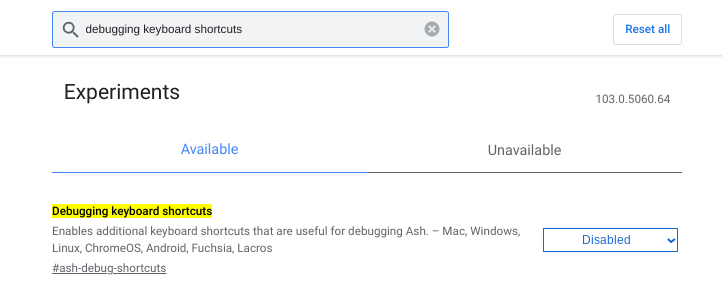 debugging keyboard shortcuts
Reset all
Experiments
103.0.5060.64
Available
Unavailable
Debugging keyboard shortcuts
Enables additional keyboard shortcuts that are useful for debugging Ash. – Mac, Windows,
Linux, ChromeOS, Android, Fuchsia, Lacros
#ash-debug-shortcuts
Disabled